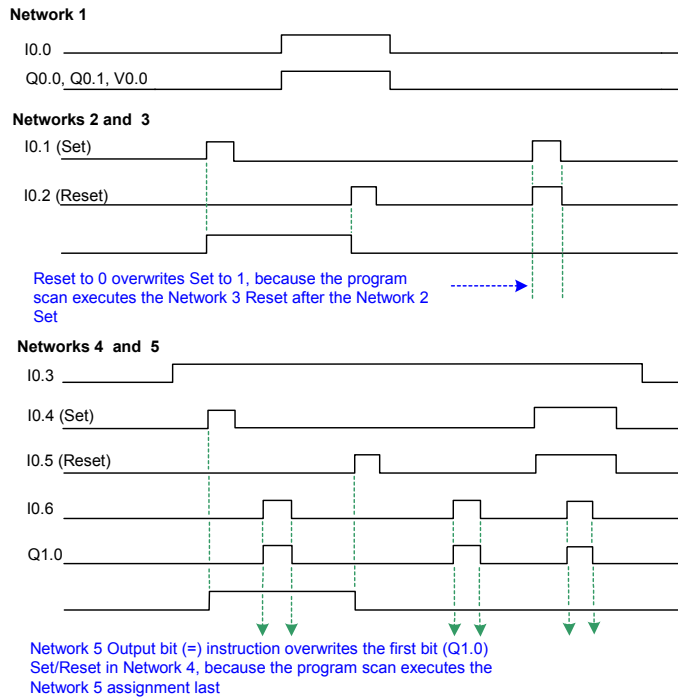 Network 1
I0.0
Q0.0, Q0.1, V0.0
Networks 2 and 3
I0.1 (Set)
I0.2 (Reset)
Reset to 0 overwrites Set to 1, because the program
scan executes the Network 3 Reset after the Network 2
Set
Networks 4 and 5
I0.3
I0.4 (Set)
I0.5 (Reset)
I0.6
Q1.0
Network 5 Output bit (=) instruction overwrites the first bit (Q1.0)
Set/Reset in Network 4, because the program scan executes the
Network 5 assignment last